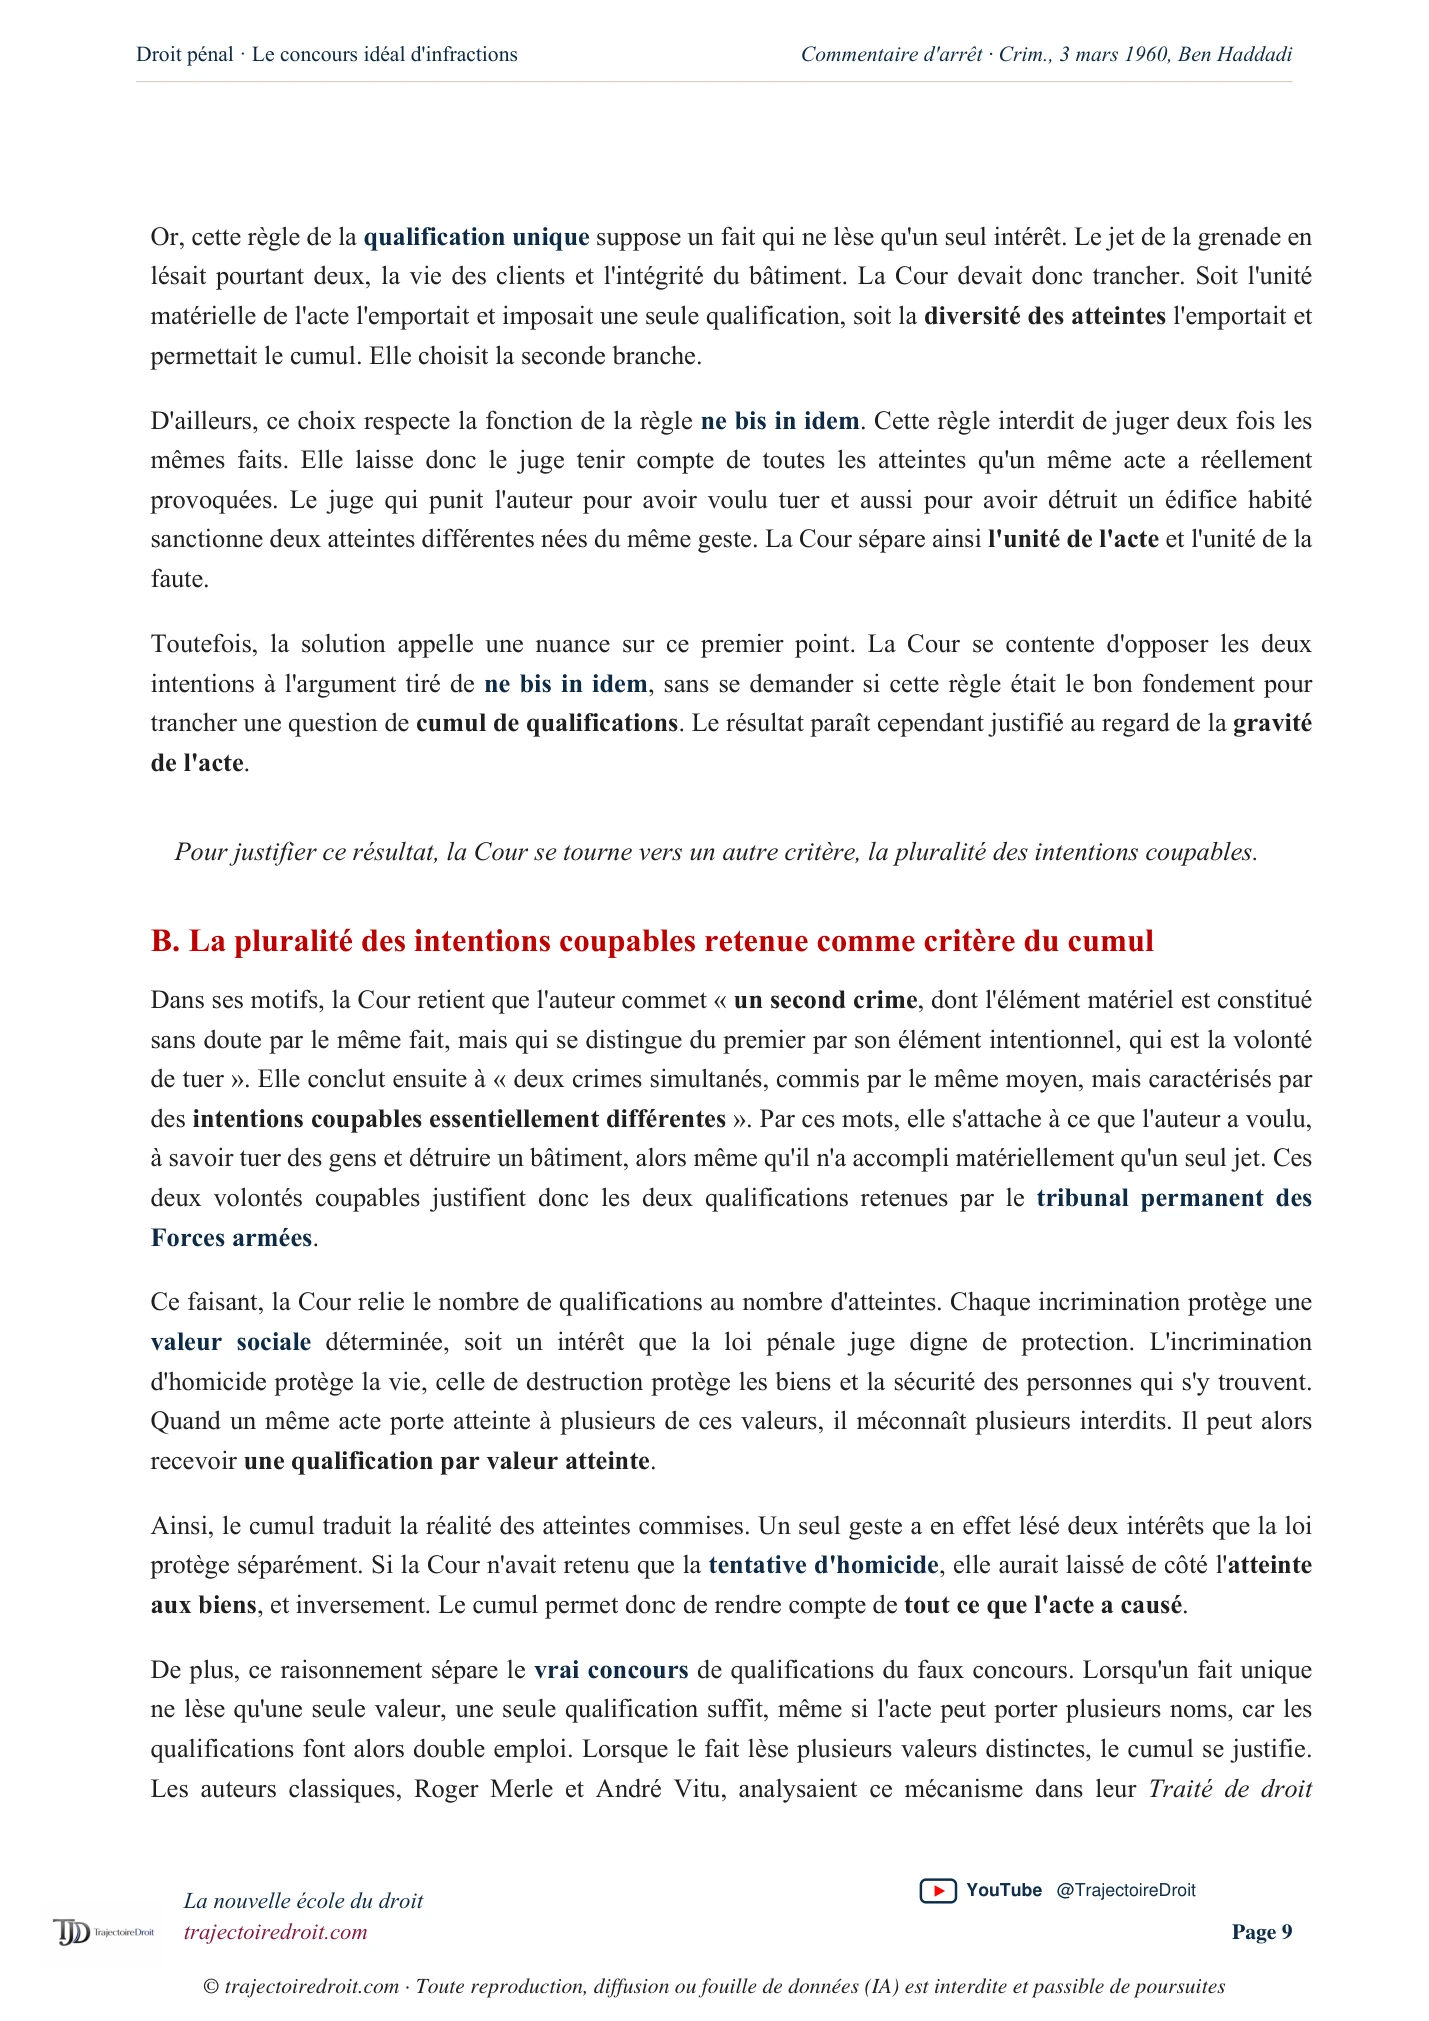 Droit pénal · Le concours idéal d'infractions
Commentaire d'arrêt · Crim., 3 mars 1960, Ben Haddadi
Or, cette règle de la qualification unique suppose un fait qui ne lèse qu'un seul intérêt. Le jet de la grenade en
lésait pourtant deux, la vie des clients et l'intégrité du bâtiment. La Cour devait donc trancher. Soit l'unité
matérielle de l'acte l'emportait et imposait une seule qualification, soit la diversité des atteintes l'emportait et
permettait le cumul. Elle choisit la seconde branche.
D'ailleurs, ce choix respecte la fonction de la règle ne bis in idem. Cette règle interdit de juger deux fois les
mêmes faits. Elle laisse donc le juge tenir compte de toutes les atteintes qu'un même acte a réellement
provoquées. Le juge qui punit l'auteur pour avoir voulu tuer et aussi pour avoir détruit un édifice habité
sanctionne deux atteintes différentes nées du même geste. La Cour sépare ainsi l'unité de l'acte et l'unité de la
faute.
Toutefois, la solution appelle une nuance sur ce premier point. La Cour se contente d'opposer les deux
intentions à l'argument tiré de ne bis in idem, sans se demander si cette règle était le bon fondement pour
trancher une question de cumul de qualifications. Le résultat paraît cependant justifié au regard de la gravité
de l'acte.
Pour justifier ce résultat, la Cour se tourne vers un autre critère, la pluralité des intentions coupables.
B. La pluralité des intentions coupables retenue comme critère du cumul
Dans ses motifs, la Cour retient que l'auteur commet « un second crime, dont l'élément matériel est constitué
sans doute par le même fait, mais qui se distingue du premier par son élément intentionnel, qui est la volonté
de tuer ». Elle conclut ensuite à « deux crimes simultanés, commis par le même moyen, mais caractérisés par
des intentions coupables essentiellement différentes ». Par ces mots, elle s'attache à ce que l'auteur a voulu,
à savoir tuer des gens et détruire un bâtiment, alors même qu'il n'a accompli matériellement qu'un seul jet. Ces
deux volontés coupables justifient donc les deux qualifications retenues par le tribunal permanent des
Forces armées.
Ce faisant, la Cour relie le nombre de qualifications au nombre d'atteintes. Chaque incrimination protège une
valeur sociale déterminée, soit un intérêt que la loi pénale juge digne de protection. L'incrimination
d'homicide protège la vie, celle de destruction protège les biens et la sécurité des personnes qui s'y trouvent.
Quand un même acte porte atteinte à plusieurs de ces valeurs, il méconnaît plusieurs interdits. Il peut alors
recevoir une qualification par valeur atteinte.
Ainsi, le cumul traduit la réalité des atteintes commises. Un seul geste a en effet lésé deux intérêts que la loi
protège séparément. Si la Cour n'avait retenu que la tentative d'homicide, elle aurait laissé de côté l'atteinte
aux biens, et inversement. Le cumul permet donc de rendre compte de tout ce que l'acte a causé.
De plus, ce raisonnement sépare le vrai concours de qualifications du faux concours. Lorsqu'un fait unique
ne lèse qu'une seule valeur, une seule qualification suffit, même si l'acte peut porter plusieurs noms, car les
qualifications font alors double emploi. Lorsque le fait lèse plusieurs valeurs distinctes, le cumul se justifie.
Les auteurs classiques, Roger Merle et André Vitu, analysaient ce mécanisme dans leur Traité de droit
La nouvelle école du droit
YouTube @TrajectoireDroit
TJD TrajectoireDroit
trajectoiredroit.com
Page 9
© trajectoiredroit.com · Toute reproduction, diffusion ou fouille de données (IA) est interdite et passible de poursuites